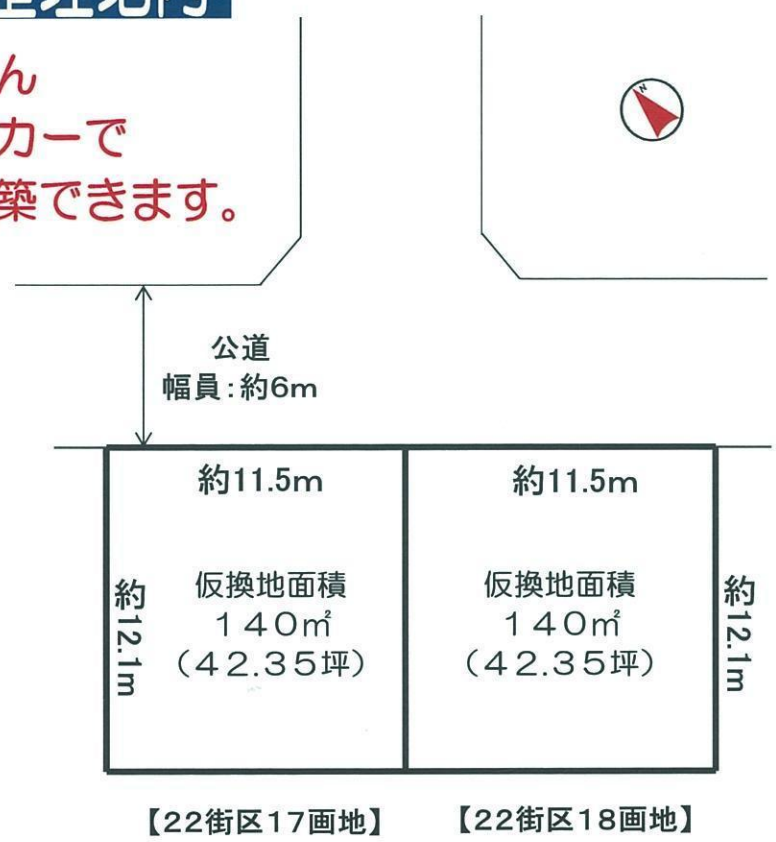 ん
カーで
築できます。
N
公道
幅員:約6m
約11.5m
約11.5m
約12.1m
仮換地面積
140㎡
(42.35坪)
仮換地面積
140㎡
(42.35坪)
約12.1m
【22街区17画地】
【22街区18画地】